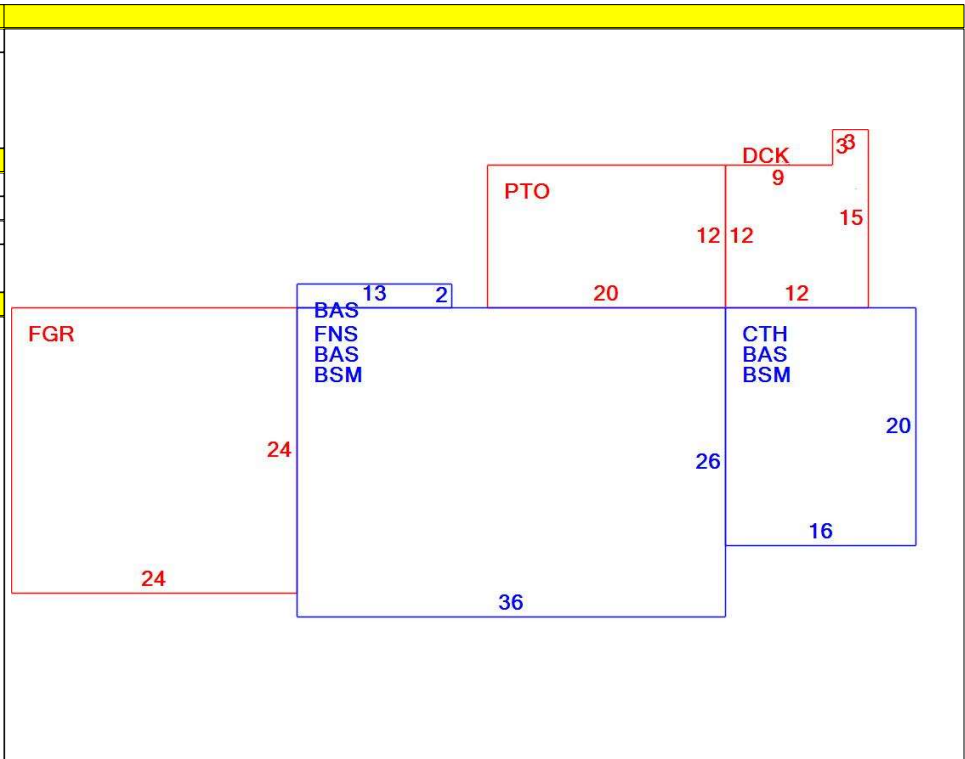 3 3
DCK
9
PTO
15
12 12
13 2 20 12
BAS
FGR FNS CTH
BAS BAS
BSM BSM
20
24
26
16
24
36